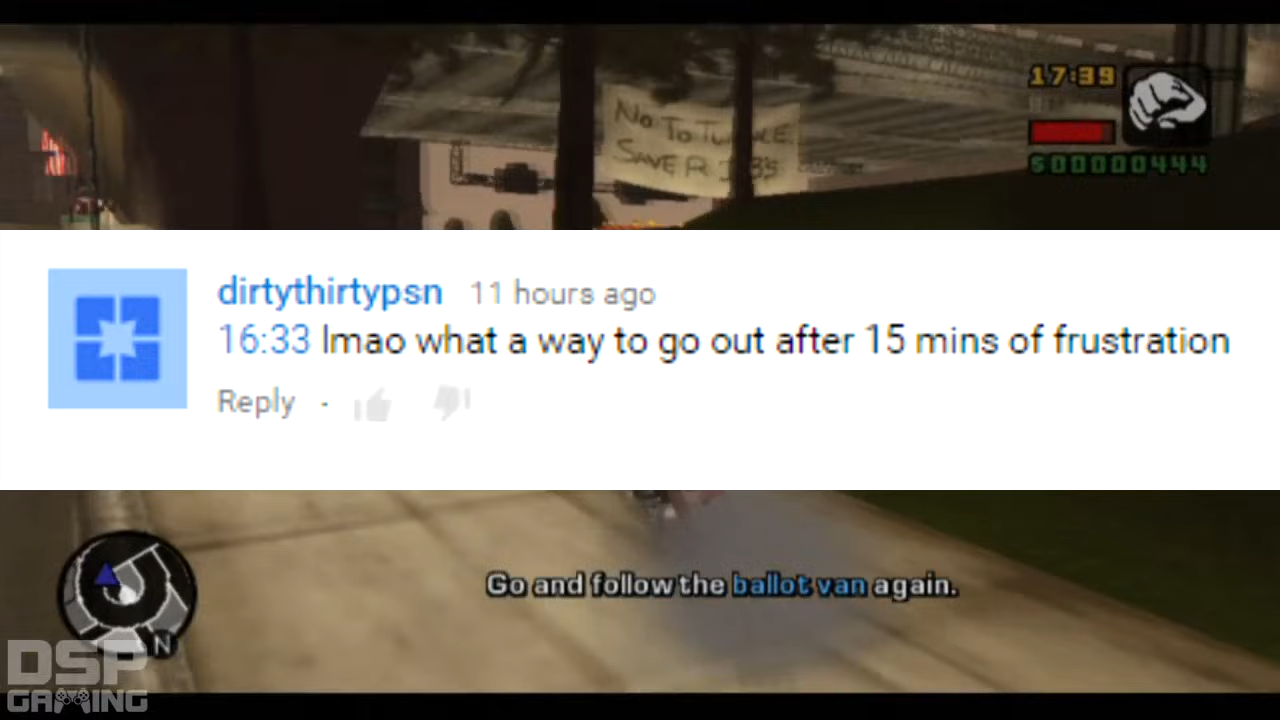 17:39
$00000444
No To Tu
SAVE R J
dirtythirtypsn 11 hours ago
16:33 lmao what a way to go out after 15 mins of frustration
Reply ·
Go and follow the ballot van again.
N
DSP
GAMING